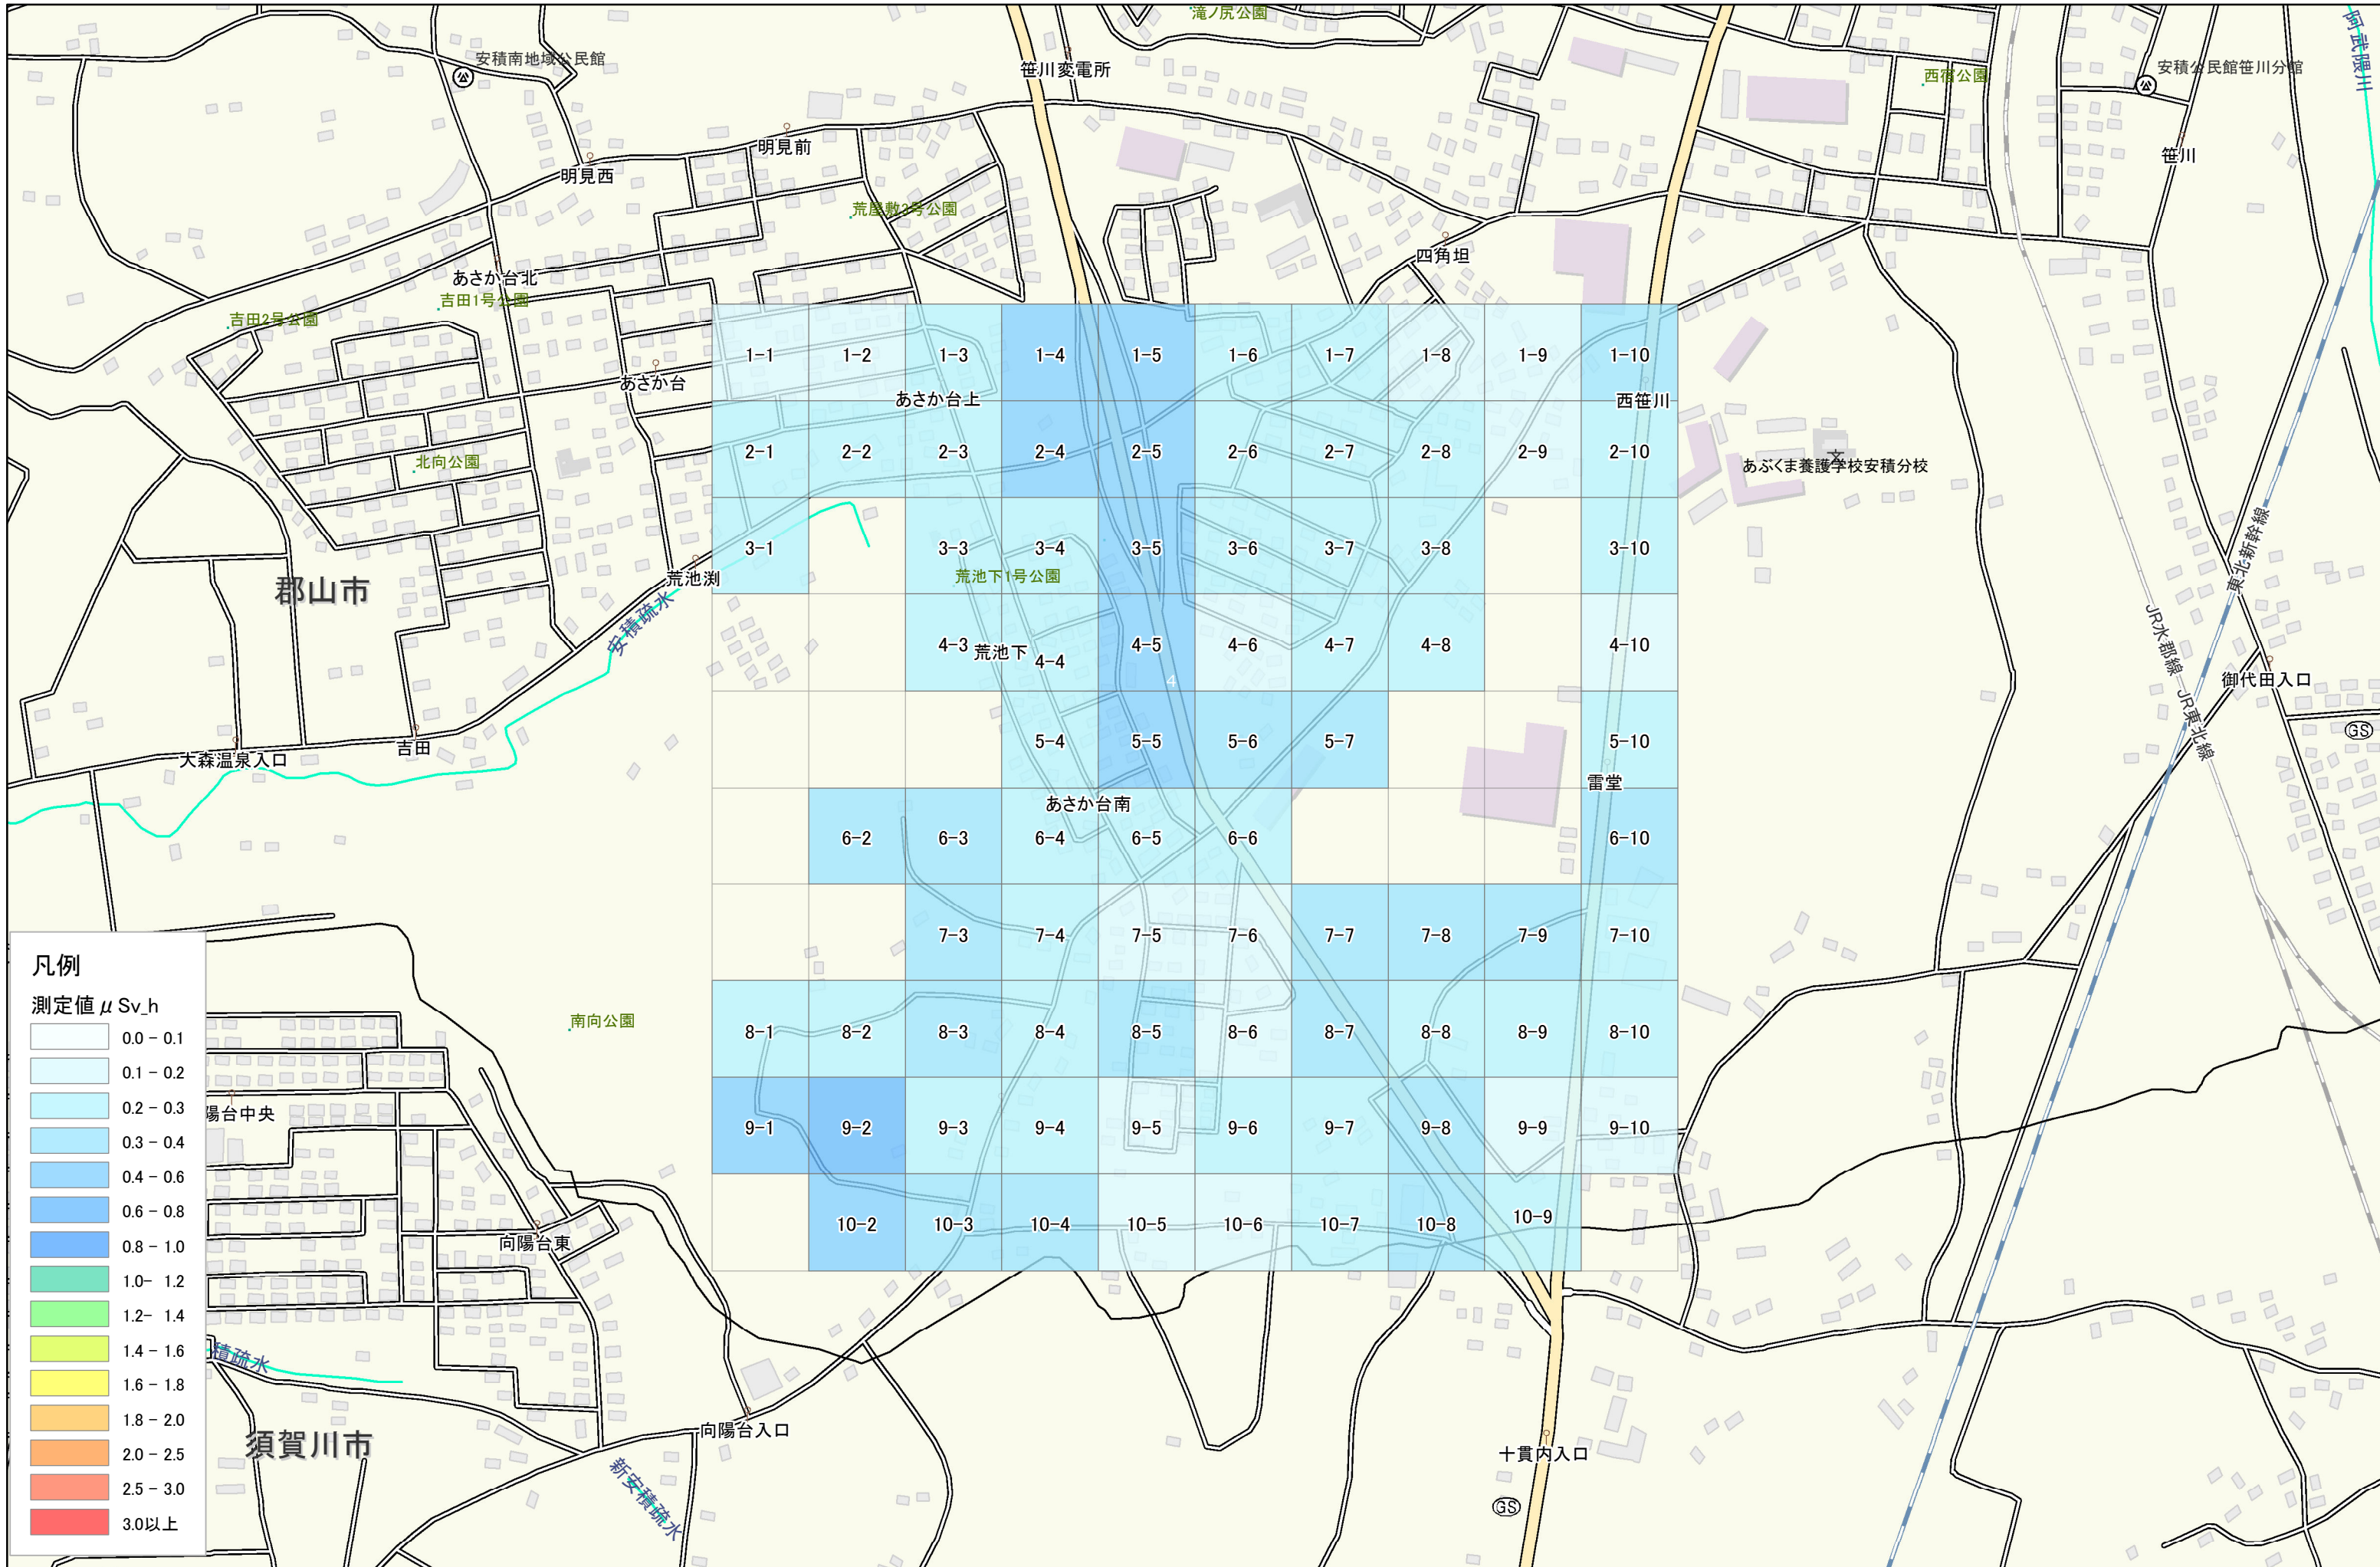 滝ノ尻公園
安積南地域公民館
笹川変電所
安積公民館笹川分館
西宿公園
阿武隈川
明見前
笹川
明見西
荒屋敷3号公園
四角坦
あさか台北
吉田1号公園
吉田2号公園
1-1 1-2 1-3 1-4 1-5 1-6 1-7 1-8 1-9 1-10
あさか台
あさか台上
西笹川
2-1 2-2 2-3 2-4 2-5 2-6 2-7 2-8 2-9 2-10
北向公園
文
あぶくま養護学校安積分校
3-1 3-3 3-4 3-5 3-6 3-7 3-8 3-10
東北新幹線
荒池渕
荒池下1号公園
郡山市
安積疏水
4-3 荒池下 4-4 4-5 4-6 4-7 4-8 4-10
JR水郡線
4
御代田入口
JR東北線
GS
吉田
大森温泉入口
5-4 5-5 5-6 5-7 5-10
雷堂
あさか台南
6-2 6-3 6-4 6-5 6-6 6-10
7-3 7-4 7-5 7-6 7-7 7-8 7-9 7-10
南向公園
8-1 8-2 8-3 8-4 8-5 8-6 8-7 8-8 8-9 8-10
陽台中央
9-1 9-2 9-3 9-4 9-5 9-6 9-7 9-8 9-9 9-10
向陽台東
10-2 10-3 10-4 10-5 10-6 10-7 10-8 10-9
積疏水
須賀川市
向陽台入口
新安積疏水
十貫内入口
GS
凡例
測定値 μ Sv_h
0.0 - 0.1
0.1 - 0.2
0.2 - 0.3
0.3 - 0.4
0.4 - 0.6
0.6 - 0.8
0.8 - 1.0
1.0- 1.2
1.2- 1.4
1.4 - 1.6
1.6 - 1.8
1.8 - 2.0
2.0 - 2.5
2.5 - 3.0
3.0以上